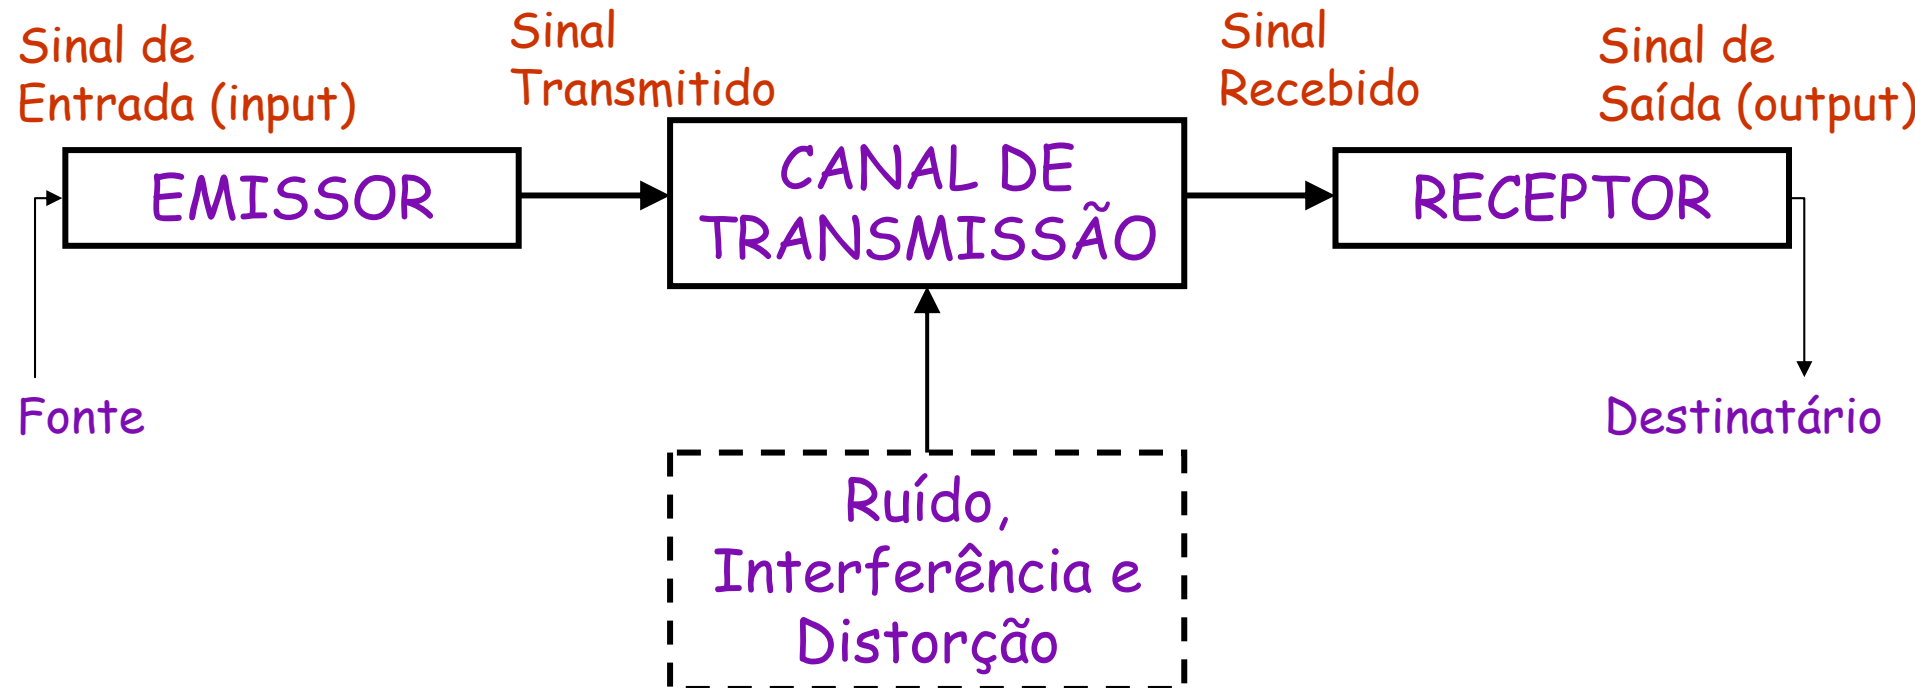 Sinal de
Entrada (input)
Sinal
Transmitido
Sinal
Recebido
Sinal de
Saída (output)
EMISSOR
CANAL DE
TRANSMISSÃO
RECEPTOR
Fonte
Destinatário
Ruído,
Interferência e
Distorção